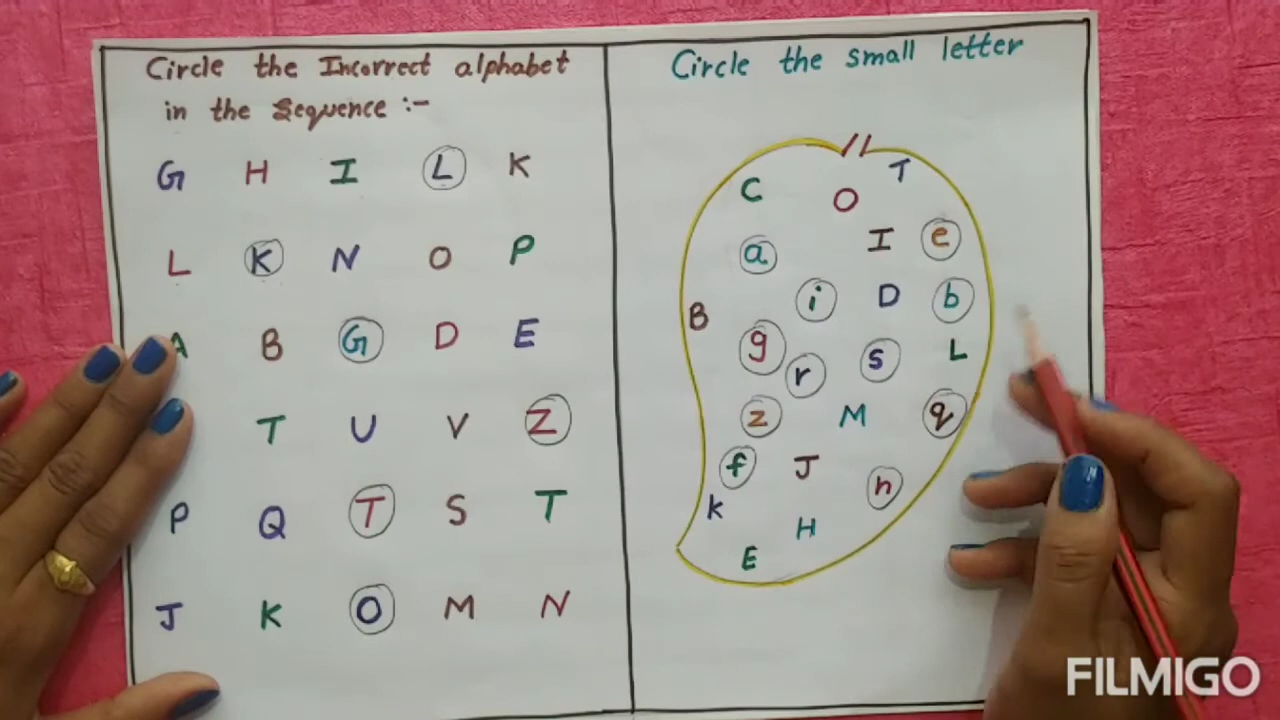 Circle the Incorrect alphabet
in the Sequence :-
G H I L K
L K N O P
A B G D E
T U V Z
P Q T S T
J K O M N
Circle the small letter
T
C O
I e
a
i D b
B
g r s L
z M q
f J n
k
H
E
FILMIGO